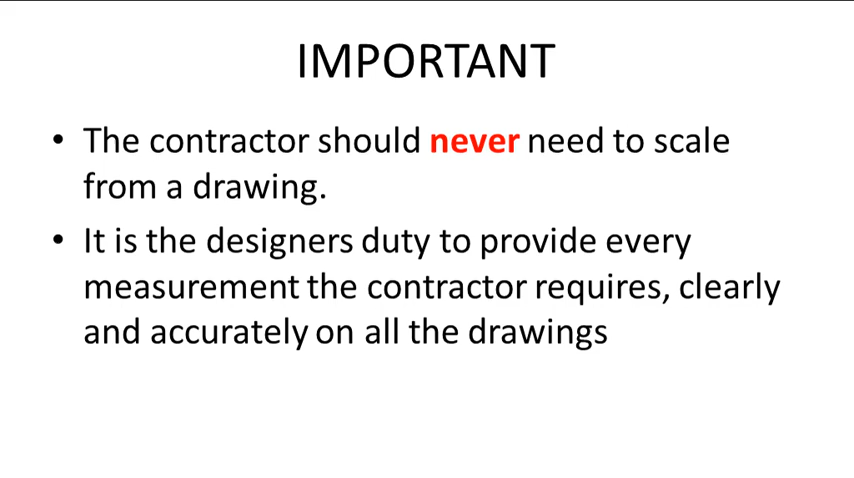 IMPORTANT
• The contractor should never need to scale
from a drawing.
• It is the designers duty to provide every
measurement the contractor requires, clearly
and accurately on all the drawings